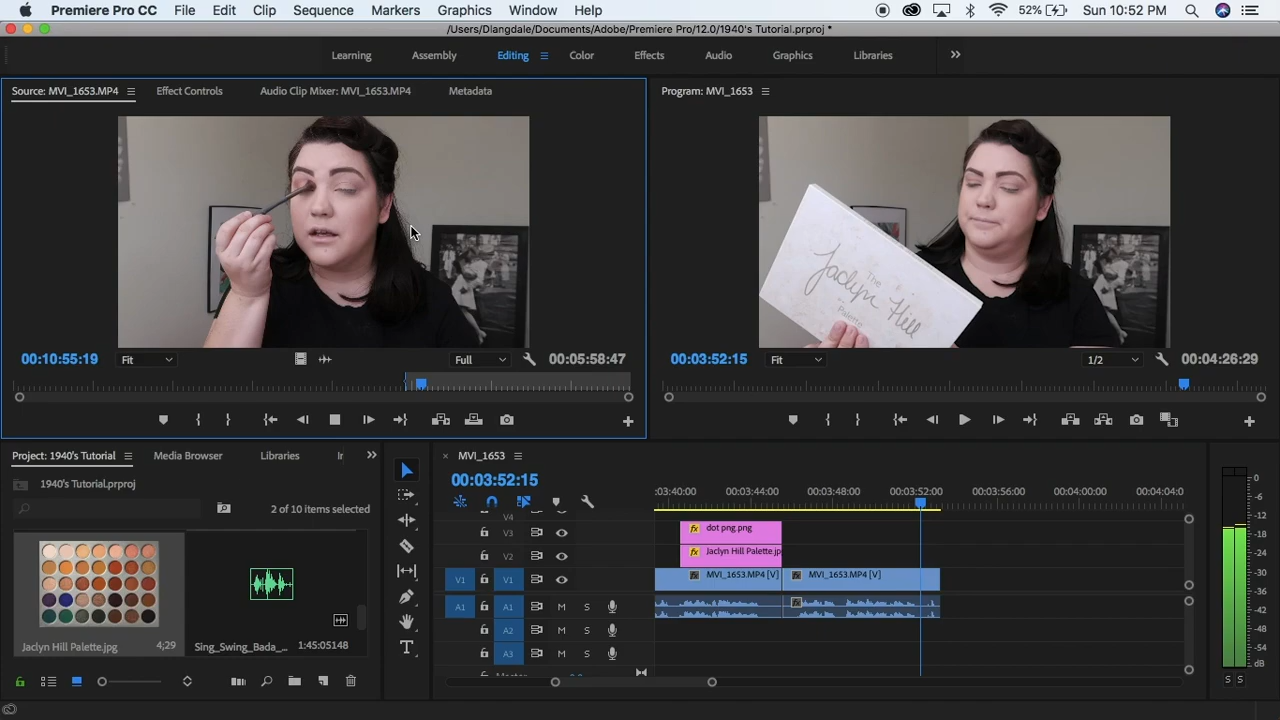 Premiere Pro CC File Edit Clip Sequence Markers Graphics Window Help 52% Sun 10:52 PM
/Users/Dlangdale/Documents/Adobe/Premiere Pro/12.0/1940's Tutorial.prproj *
Learning Assembly Editing Color Effects Audio Graphics Libraries
Source: MVI_1653.MP4 Effect Controls Audio Clip Mixer: MVI_1653.MP4 Metadata
Program: MVI_1653
The
Jaclyn Hill
Palette
00:10:55:19 Fit Full 00:05:58:47
00:03:52:15 Fit 1/2 00:04:26:29
Project: 1940's Tutorial Media Browser Libraries
1940's Tutorial.prproj
2 of 10 items selected
Jaclyn Hill Palette.jpg 4;29
Sing_Swing_Bada_... 1:45:05148
MVI_1653
00:03:52:15
:03:40:00 00:03:44:00 00:03:48:00 00:03:52:00 00:03:56:00 00:04:00:00 00:04:04:0
V4
V3 dot png.png
V2 Jaclyn Hill Palette.jp
V1 V1 MVI_1653.MP4 [V] MVI_1653.MP4 [V]
A1 A1 M S
A2 M S
A3 M S
0
-6
-12
-18
-24
-30
-36
-42
-48
-54
dB
S S